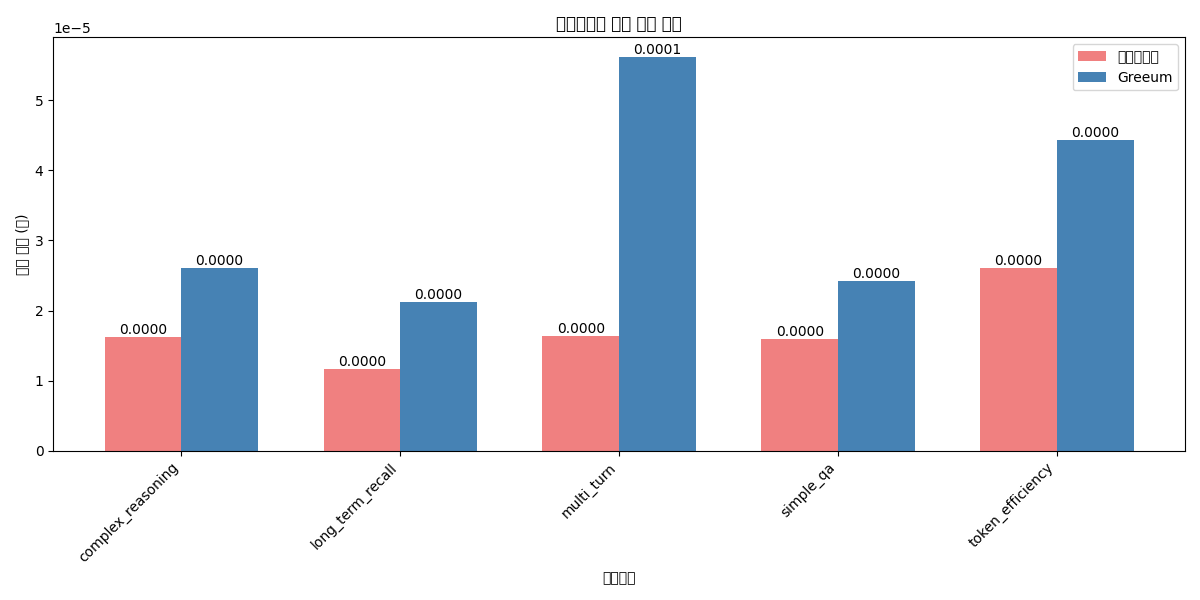 1e−5
Greeum
0.0001
0.0000
0.0000
0.0000
0.0000
0.0000
0.0000
0.0000
0.0000
0.0000
5
4
3
2
1
0
complex_reasoning
long_term_recall
multi_turn
simple_qa
token_efficiency